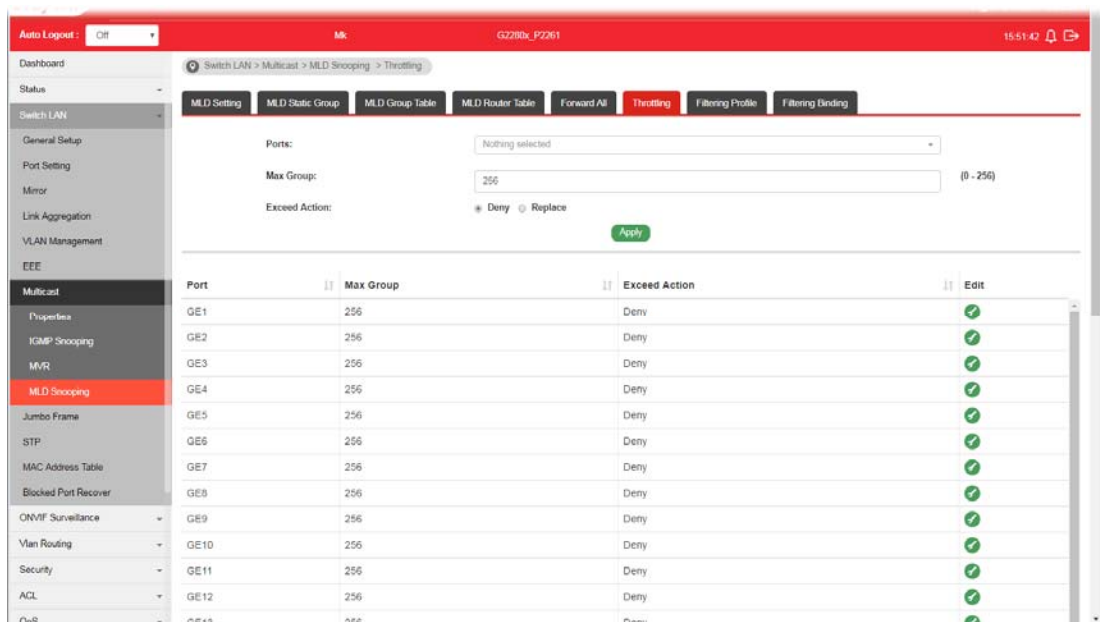 Auto Logout : Off Mk G2280x_P2261 15:51:42
Dashboard
Status
Switch LAN
General Setup
Port Setting
Mirror
Link Aggregation
VLAN Management
EEE
Multicast
Properties
IGMP Snooping
MVR
MLD Snooping
Jumbo Frame
STP
MAC Address Table
Blocked Port Recover
ONVIF Surveillance
Vlan Routing
Security
ACL
QoS
Switch LAN > Multicast > MLD Snooping > Throttling
MLD Setting MLD Static Group MLD Group Table MLD Router Table Forward All Throttling Filtering Profile Filtering Binding
Ports: Nothing selected
Max Group: 256 (0 - 256)
Exceed Action: Deny Replace
Apply
Port Max Group Exceed Action Edit
GE1 256 Deny
GE2 256 Deny
GE3 256 Deny
GE4 256 Deny
GE5 256 Deny
GE6 256 Deny
GE7 256 Deny
GE8 256 Deny
GE9 256 Deny
GE10 256 Deny
GE11 256 Deny
GE12 256 Deny